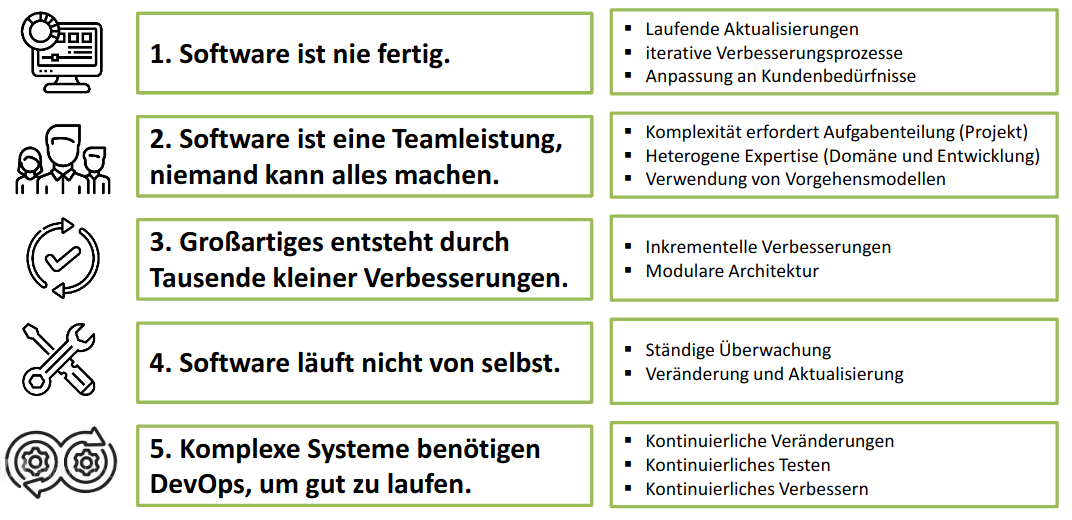 1. Software ist nie fertig.
▪ Laufende Aktualisierungen
▪ iterative Verbesserungsprozesse
▪ Anpassung an Kundenbedürfnisse
2. Software ist eine Teamleistung,
niemand kann alles machen.
▪ Komplexität erfordert Aufgabenteilung (Projekt)
▪ Heterogene Expertise (Domäne und Entwicklung)
▪ Verwendung von Vorgehensmodellen
3. Großartiges entsteht durch
Tausende kleiner Verbesserungen.
▪ Inkrementelle Verbesserungen
▪ Modulare Architektur
4. Software läuft nicht von selbst.
▪ Ständige Überwachung
▪ Veränderung und Aktualisierung
5. Komplexe Systeme benötigen
DevOps, um gut zu laufen.
▪ Kontinuierliche Veränderungen
▪ Kontinuierliches Testen
▪ Kontinuierliches Verbessern